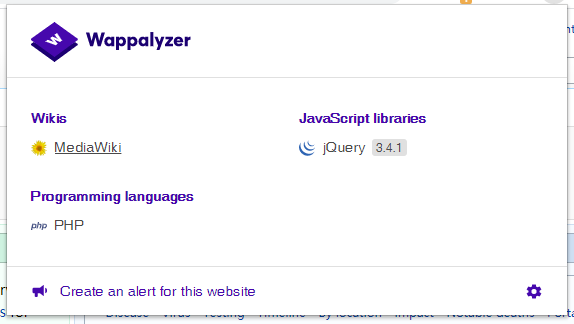 Wappalyzer
Wikis
JavaScript libraries
MediaWiki
jQuery 3.4.1
Programming languages
php PHP
Create an alert for this website